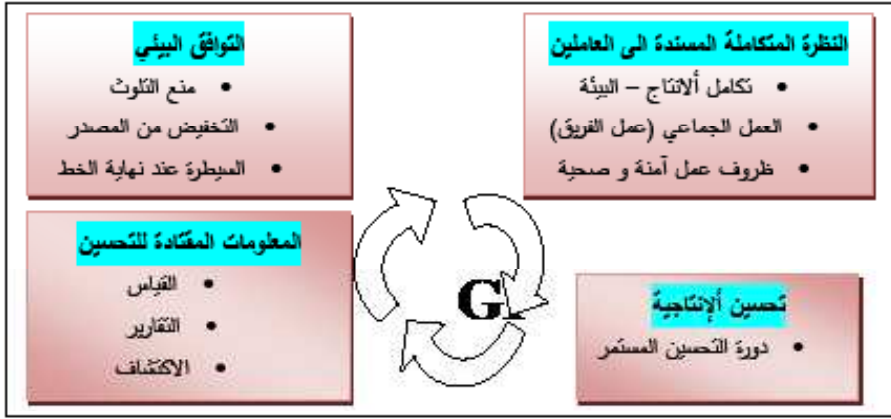 النظرة المتكاملة المسندة الى العاملين
• تكامل ألانتاج – البيئة
• العمل الجماعي (عمل الفريق)
• ظروف عمل آمنة و صحية
التوافق البيئي
• منع التلوث
• التخفيض من المصدر
• السيطرة عند نهاية الخط
تحسين ألإنتاجية
• دورة التحسين المستمر
المعلومات المقتادة للتحسين
• القياس
• التقارير
• الاكتشاف
G